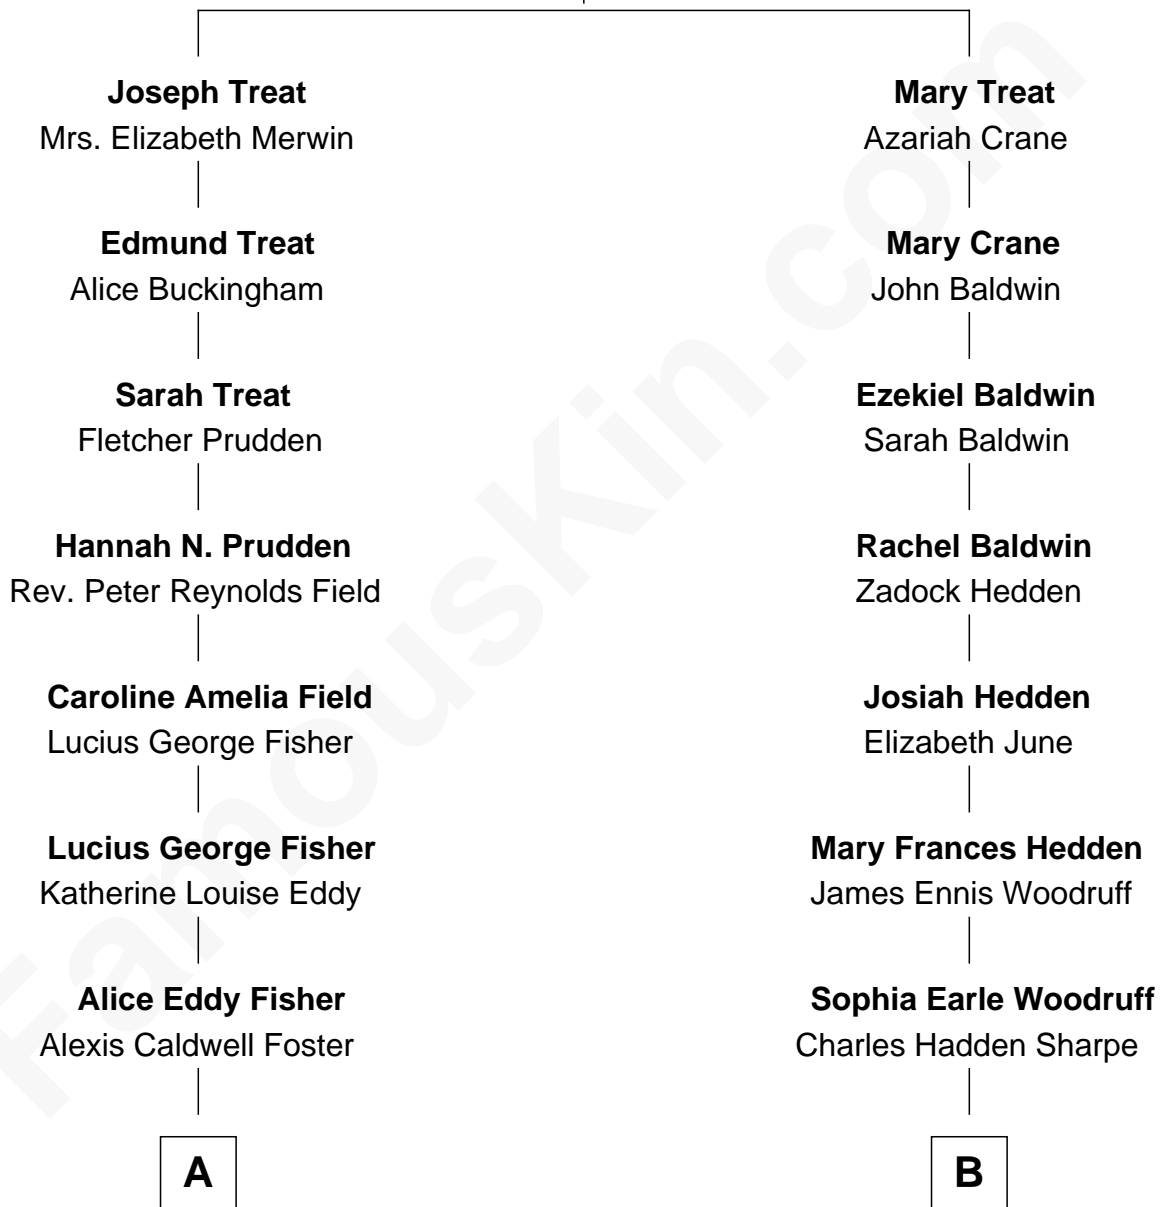 Joseph Treat
Mrs. Elizabeth Merwin
Edmund Treat
Alice Buckingham
Sarah Treat
Fletcher Prudden
Hannah N. Prudden
Rev. Peter Reynolds Field
Caroline Amelia Field
Lucius George Fisher
Lucius George Fisher
Katherine Louise Eddy
Alice Eddy Fisher
Alexis Caldwell Foster
A
Mary Treat
Azariah Crane
Mary Crane
John Baldwin
Ezekiel Baldwin
Sarah Baldwin
Rachel Baldwin
Zadock Hedden
Josiah Hedden
Elizabeth June
Mary Frances Hedden
James Ennis Woodruff
Sophia Earle Woodruff
Charles Hadden Sharpe
B
FamousKin.com